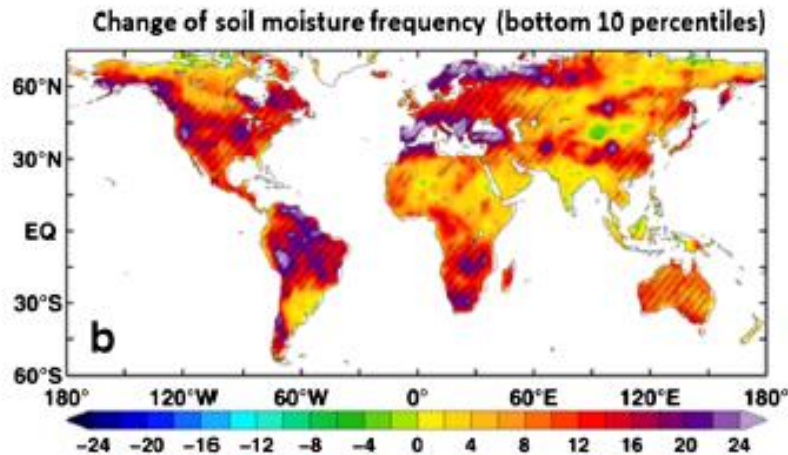 Change of soil moisture frequency (bottom 10 percentiles)
60°N
30°N
EQ
30°S
60°S
b
180° 120°W 60°W 0° 60°E 120°E 180°
−24 −20 −16 −12 −8 −4 0 4 8 12 16 20 24